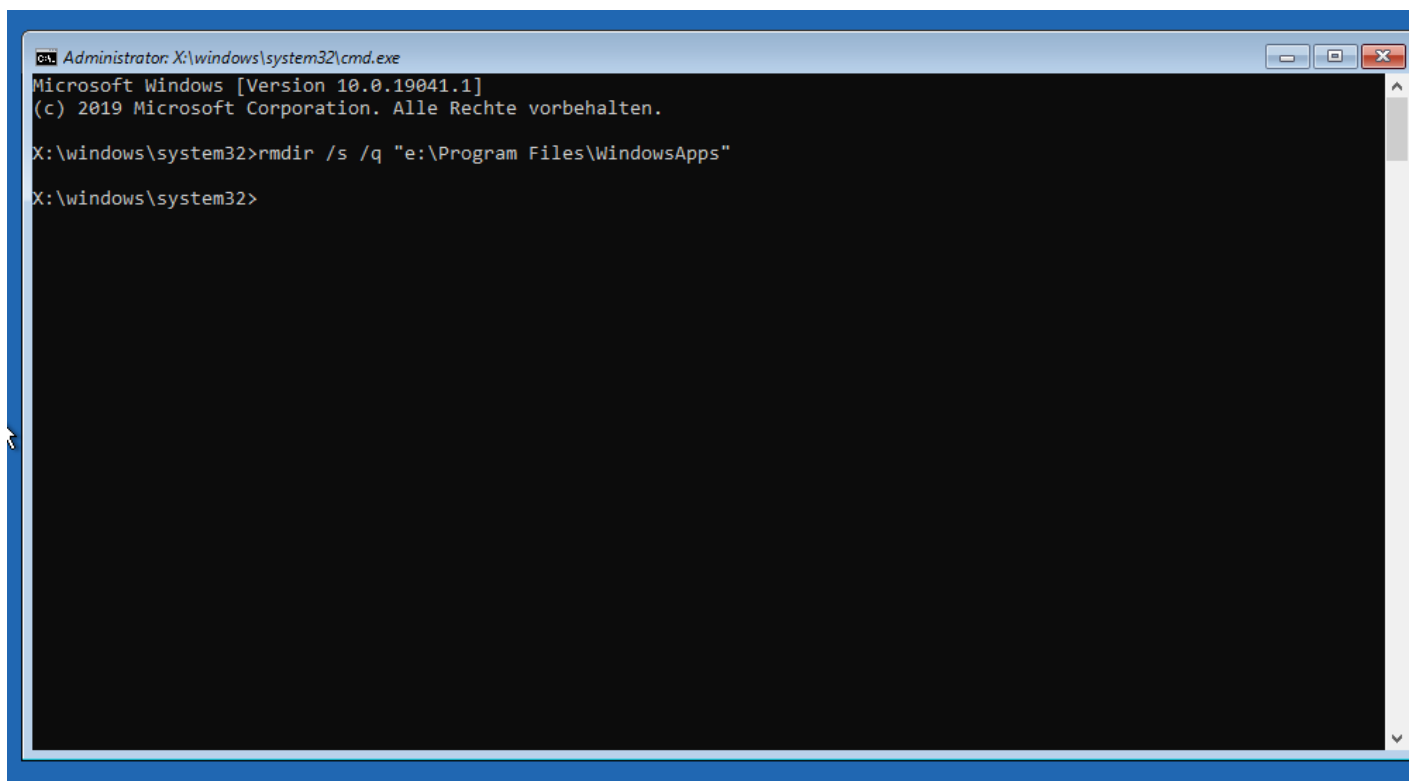 Administrator: X:\windows\system32\cmd.exe
Microsoft Windows [Version 10.0.19041.1]
(c) 2019 Microsoft Corporation. Alle Rechte vorbehalten.
X:\windows\system32>rmdir /s /q "e:\Program Files\WindowsApps"
X:\windows\system32>